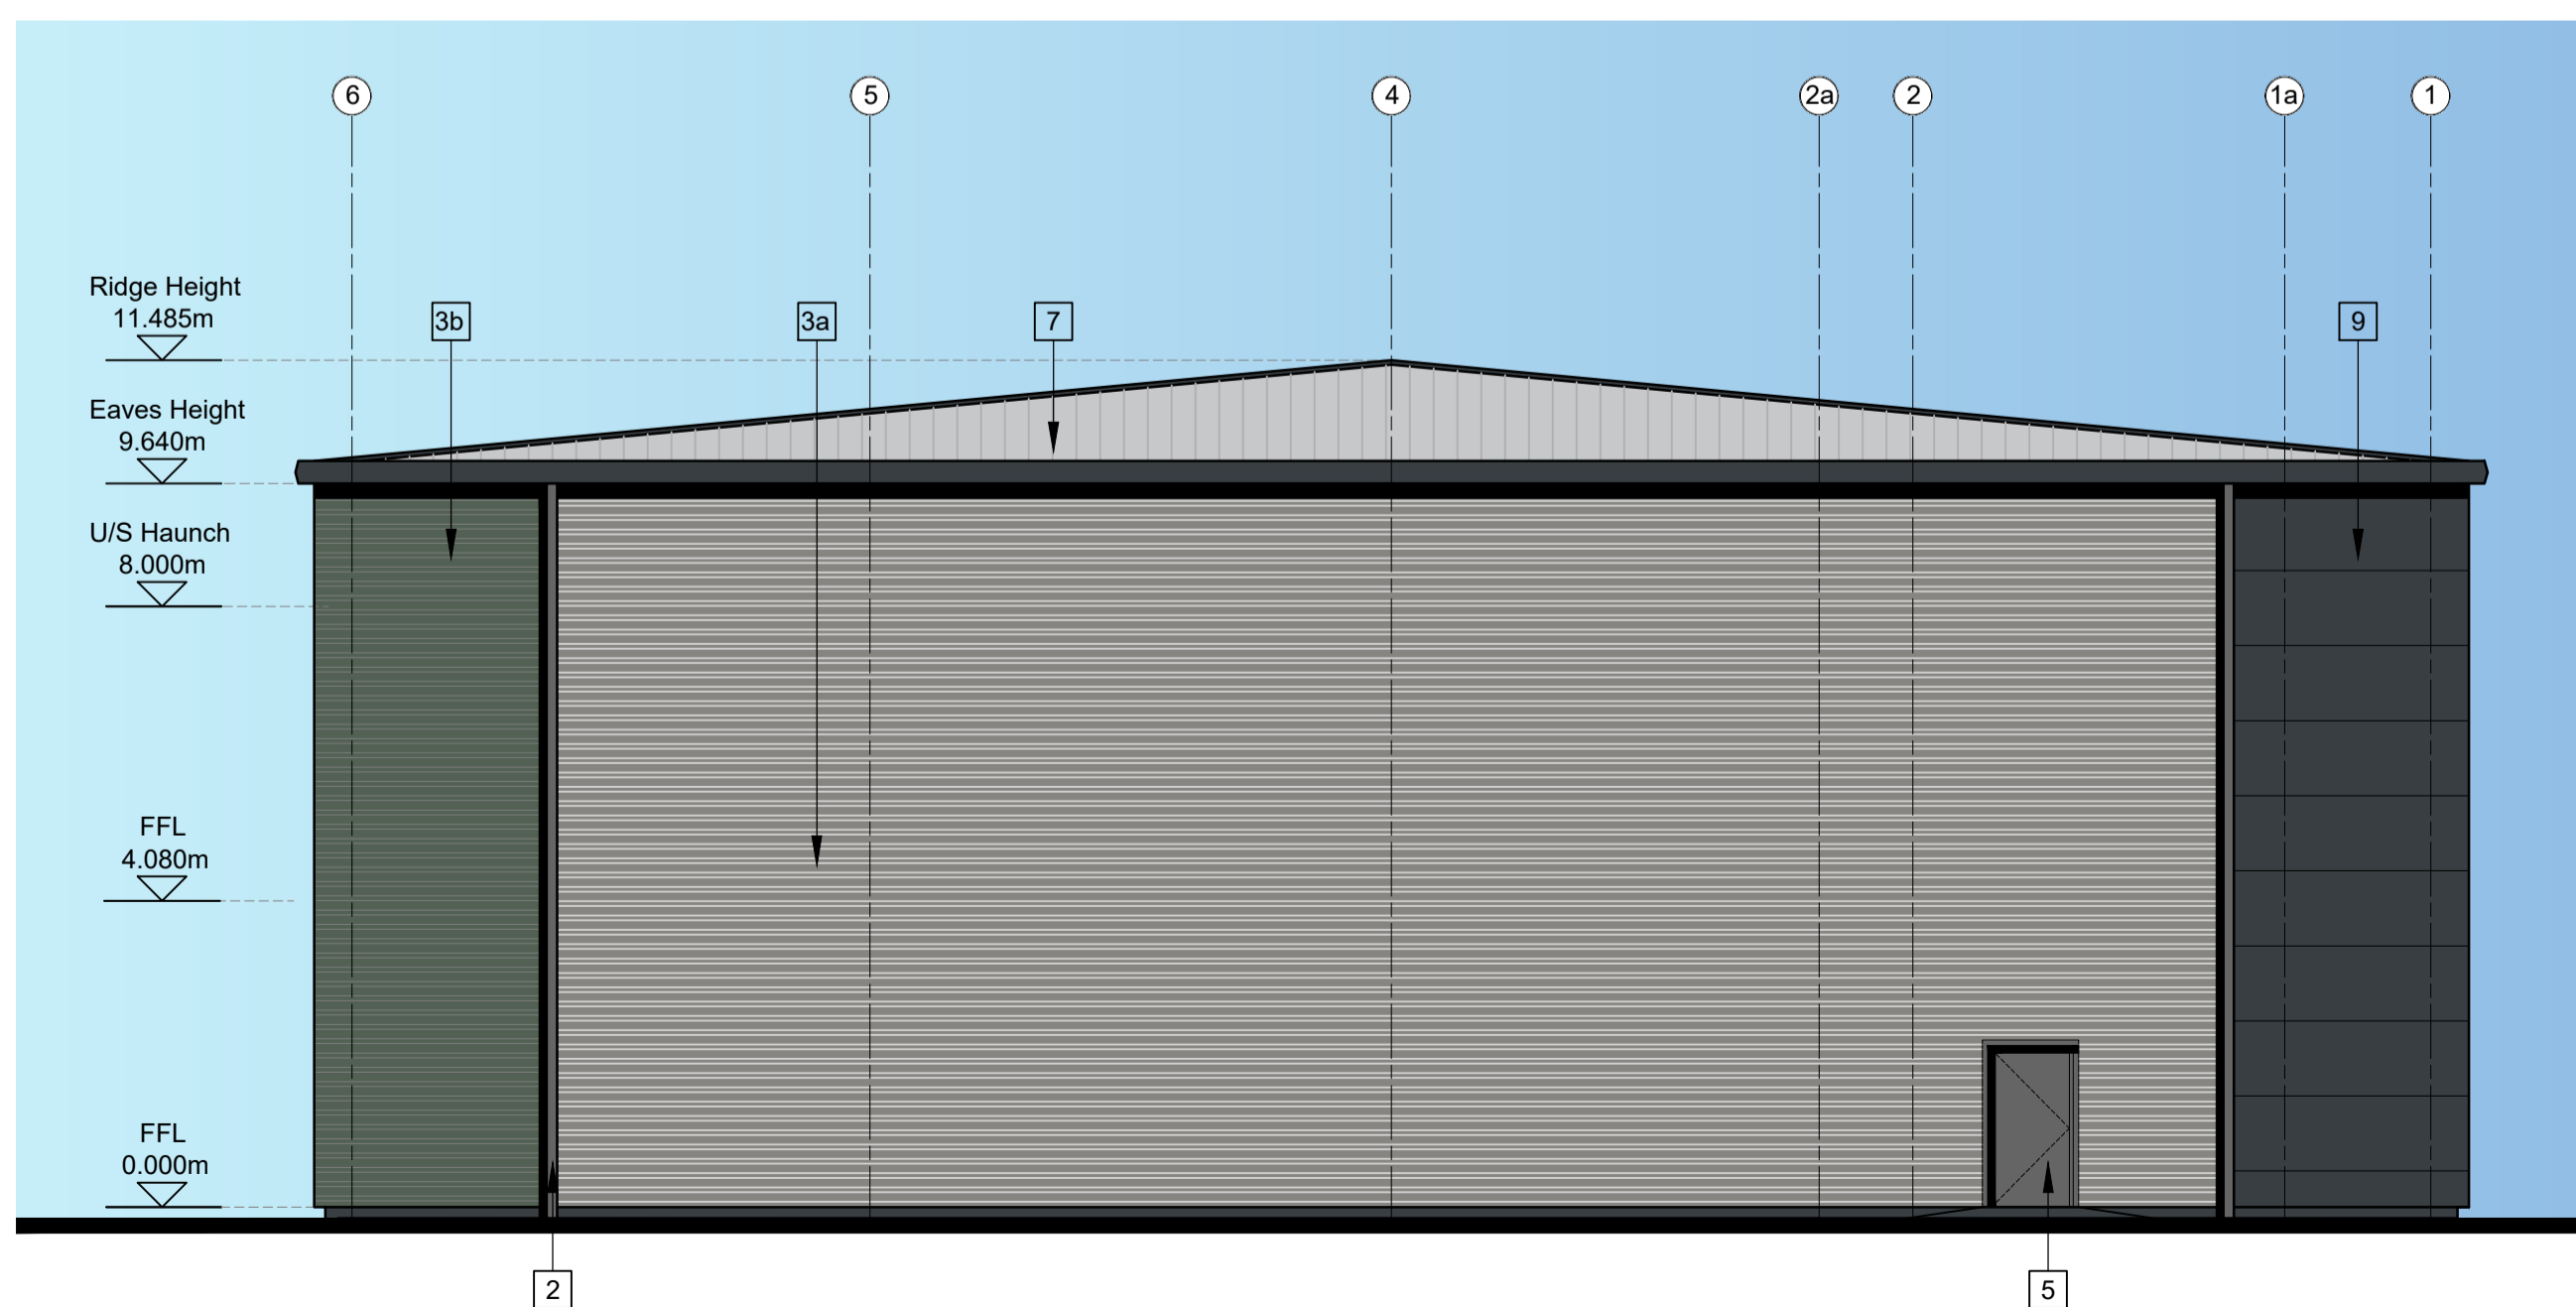 6
5
4
2a
2
1a
1
Ridge Height
11.485m
3b
3a
7
9
Eaves Height
9.640m
U/S Haunch
8.000m
FFL
4.080m
FFL
0.000m
2
5